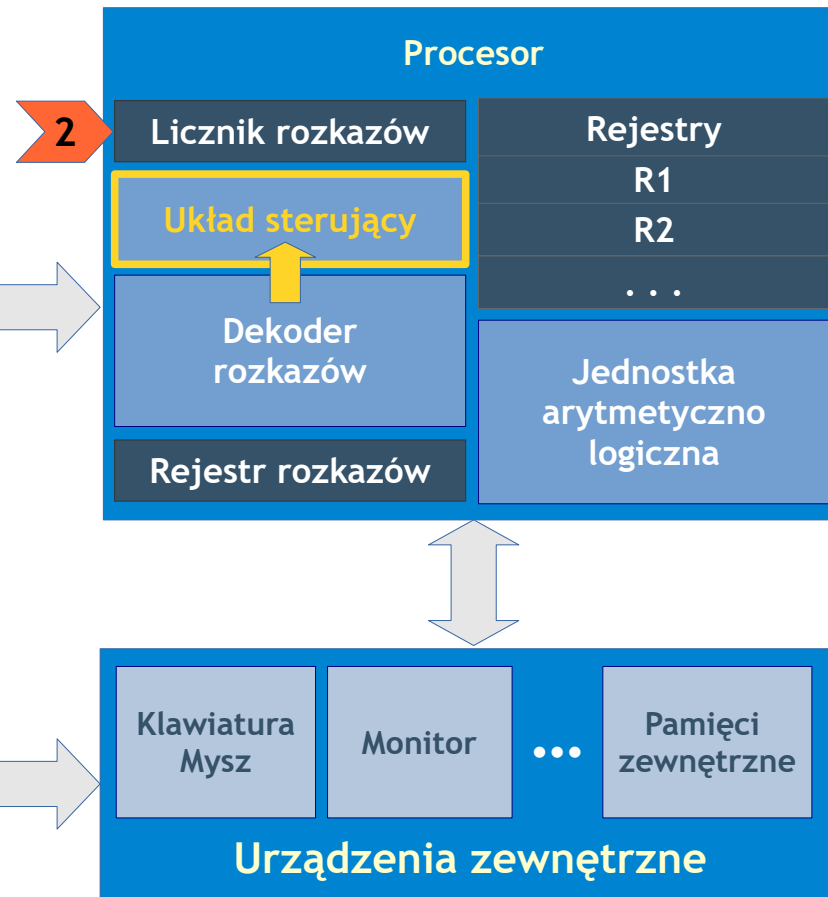 Procesor
2
Licznik rozkazów
Układ sterujący
Dekoder
rozkazów
Rejestr rozkazów
Rejestry
R1
R2
. . .
Jednostka
arytmetyczno
logiczna
Klawiatura
Mysz
Monitor
...
Pamięci
zewnętrzne
Urządzenia zewnętrzne